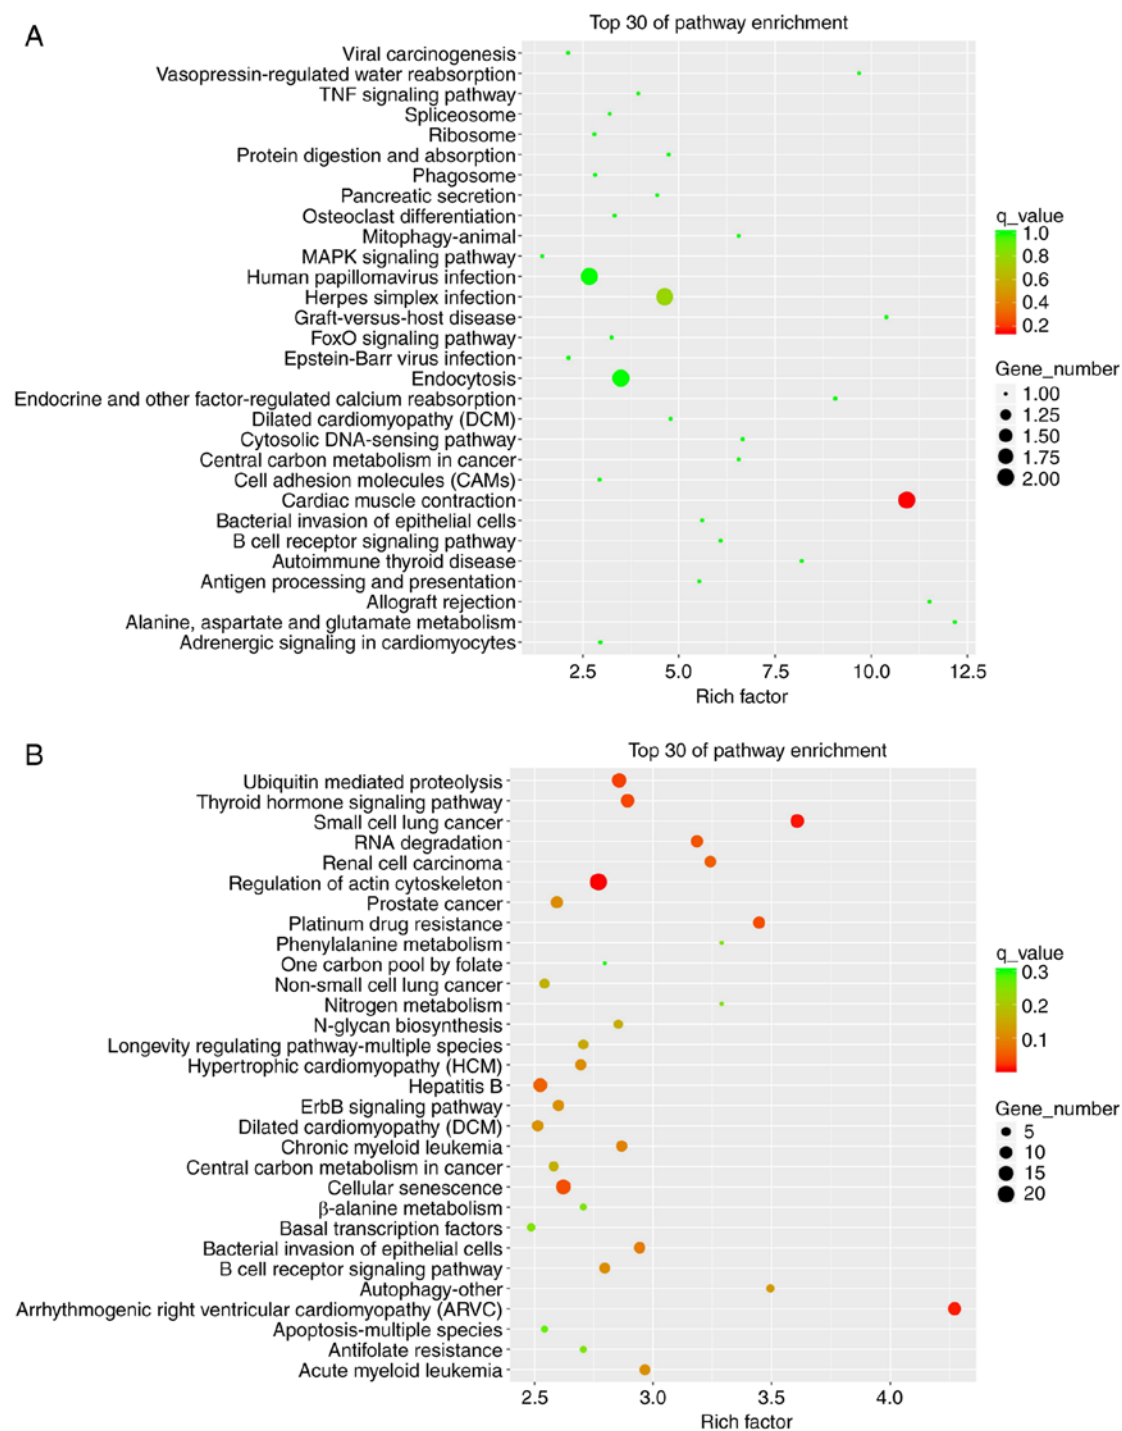 A
Top 30 of pathway enrichment
Viral carcinogenesis
Vasopressin-regulated water reabsorption
TNF signaling pathway
Spliceosome
Ribosome
Protein digestion and absorption
Phagosome
Pancreatic secretion
Osteoclast differentiation
Mitophagy-animal
MAPK signaling pathway
Human papillomavirus infection
Herpes simplex infection
Graft-versus-host disease
FoxO signaling pathway
Epstein-Barr virus infection
Endocytosis
Endocrine and other factor-regulated calcium reabsorption
Dilated cardiomyopathy (DCM)
Cytosolic DNA-sensing pathway
Central carbon metabolism in cancer
Cell adhesion molecules (CAMs)
Cardiac muscle contraction
Bacterial invasion of epithelial cells
B cell receptor signaling pathway
Autoimmune thyroid disease
Antigen processing and presentation
Allograft rejection
Alanine, aspartate and glutamate metabolism
Adrenergic signaling in cardiomyocytes
2.5 5.0 7.5 10.0 12.5
Rich factor
q_value
1.0
0.8
0.6
0.4
0.2
Gene_number
1.00
1.25
1.50
1.75
2.00
B
Top 30 of pathway enrichment
Ubiquitin mediated proteolysis
Thyroid hormone signaling pathway
Small cell lung cancer
RNA degradation
Renal cell carcinoma
Regulation of actin cytoskeleton
Prostate cancer
Platinum drug resistance
Phenylalanine metabolism
One carbon pool by folate
Non-small cell lung cancer
Nitrogen metabolism
N-glycan biosynthesis
Longevity regulating pathway-multiple species
Hypertrophic cardiomyopathy (HCM)
Hepatitis B
ErbB signaling pathway
Dilated cardiomyopathy (DCM)
Chronic myeloid leukemia
Central carbon metabolism in cancer
Cellular senescence
β-alanine metabolism
Basal transcription factors
Bacterial invasion of epithelial cells
B cell receptor signaling pathway
Autophagy-other
Arrhythmogenic right ventricular cardiomyopathy (ARVC)
Apoptosis-multiple species
Antifolate resistance
Acute myeloid leukemia
2.5 3.0 3.5 4.0
Rich factor
q_value
0.3
0.2
0.1
Gene_number
5
10
15
20